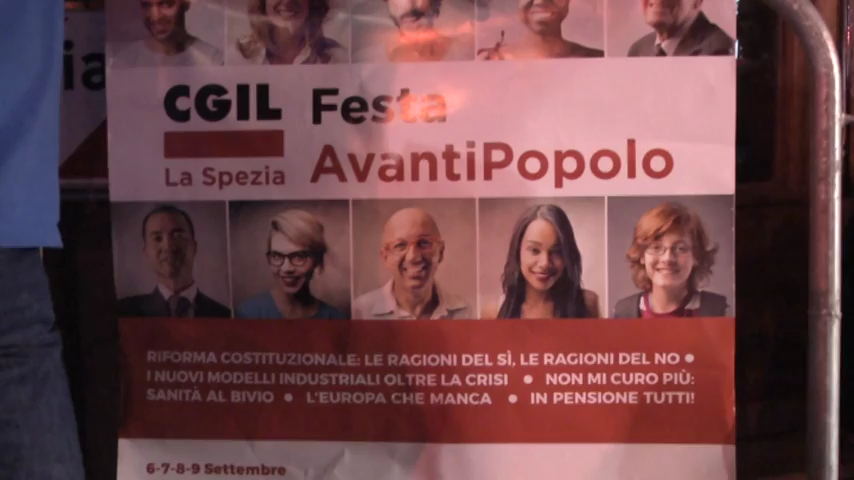 ia
CGIL Festa
La Spezia AvantiPopolo
RIFORMA COSTITUZIONALE: LE RAGIONI DEL SÌ, LE RAGIONI DEL NO •
I NUOVI MODELLI INDUSTRIALI OLTRE LA CRISI • NON MI CURO PIÙ:
SANITÀ AL BIVIO • L'EUROPA CHE MANCA • IN PENSIONE TUTTI!
6-7-8-9 Settembre